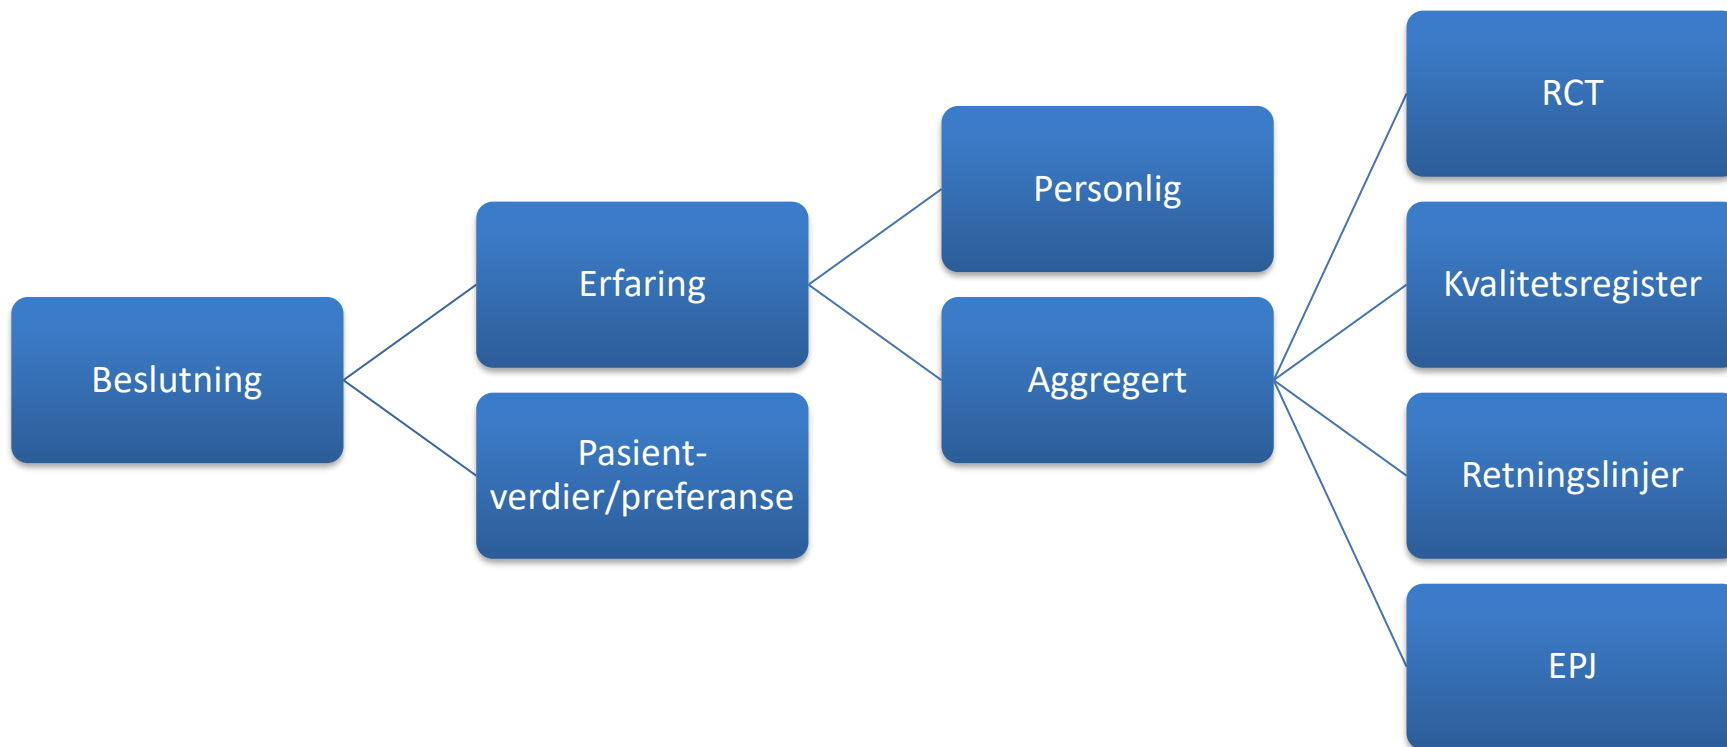 Beslutning
Erfaring
Pasient-
verdier/preferanse
Personlig
Aggregert
RCT
Kvalitetsregister
Retningslinjer
EPJ